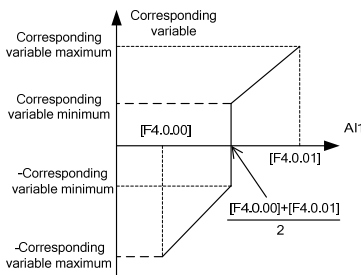 Corresponding
variable
Corresponding
variable maximum
Corresponding
variable minimum
[F4.0.00]
AI1
[F4.0.01]
-Corresponding
variable minimum
[F4.0.00]+[F4.0.01]
2
-Corresponding
variable maximum